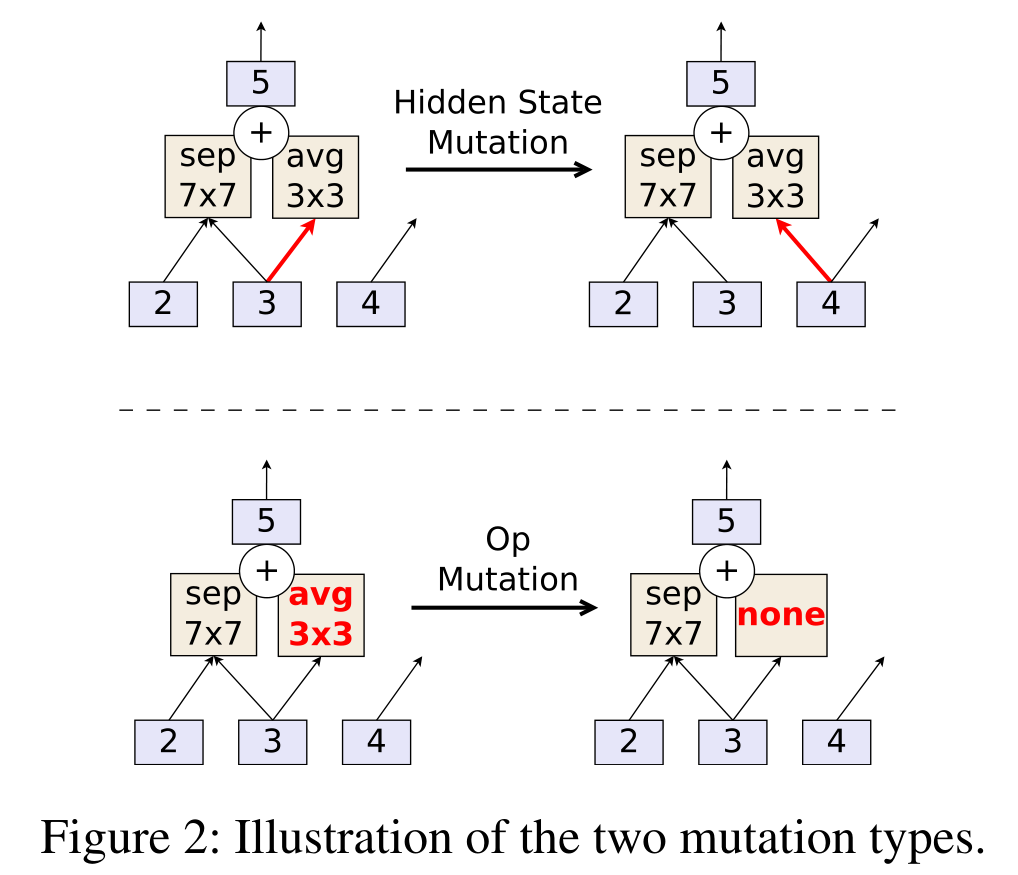 5
+
sep
7x7
avg
3x3
2
3
4
Hidden State
Mutation
5
+
sep
7x7
avg
3x3
2
3
4
5
+
sep
7x7
avg
3x3
2
3
4
Op
Mutation
5
+
sep
7x7
none
2
3
4
Figure 2: Illustration of the two mutation types.